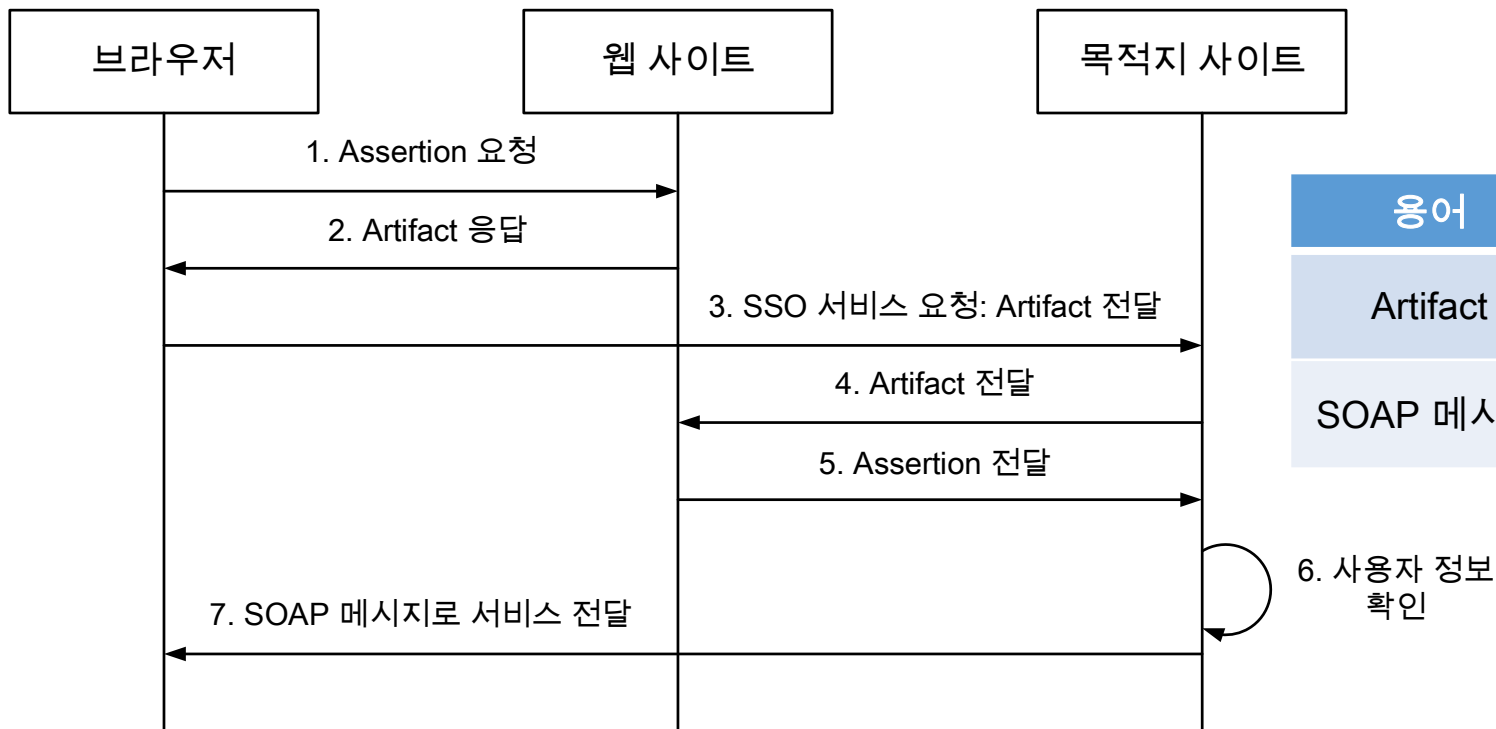 브라우저
웹 사이트
목적지 사이트
1. Assertion 요청
2. Artifact 응답
3. SSO 서비스 요청: Artifact 전달
4. Artifact 전달
5. Assertion 전달
6. 사용자 정보
확인
7. SOAP 메시지로 서비스 전달
용어
Artifact
SOAP